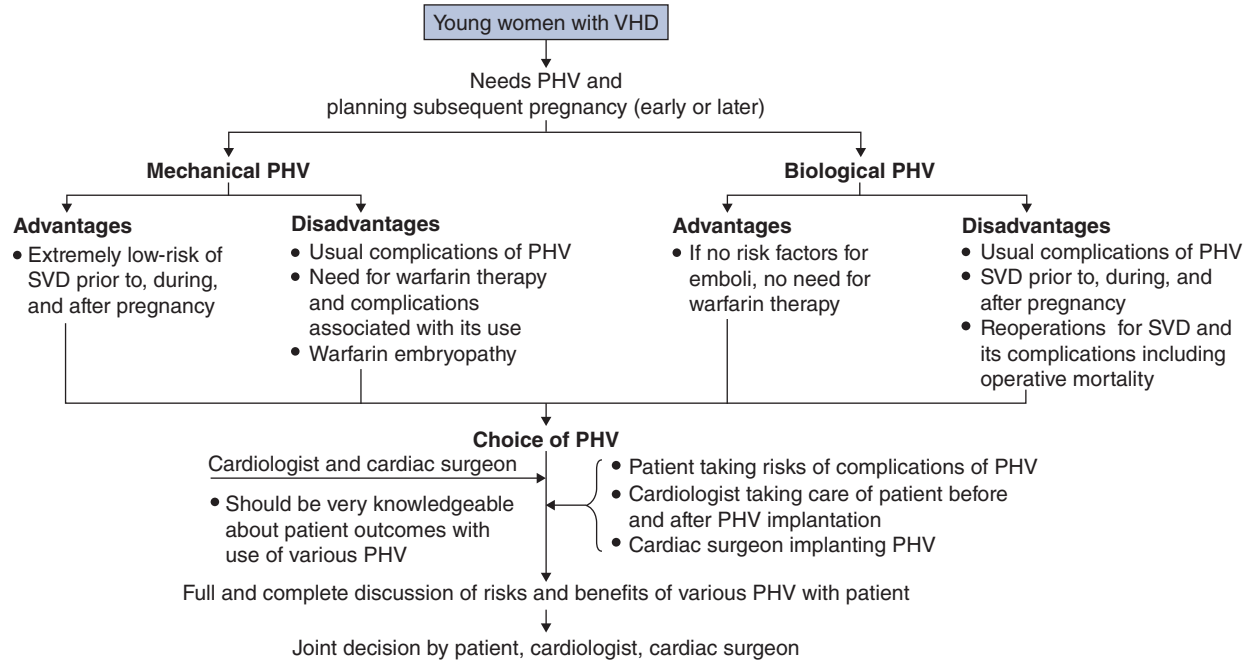 Young women with VHD
Needs PHV and
planning subsequent pregnancy (early or later)
Mechanical PHV
Biological PHV
Advantages
• Extremely low-risk of
SVD prior to, during,
and after pregnancy
Disadvantages
• Usual complications of PHV
• Need for warfarin therapy
and complications
associated with its use
• Warfarin embryopathy
Advantages
• If no risk factors for
emboli, no need for
warfarin therapy
Disadvantages
• Usual complications of PHV
• SVD prior to, during, and
after pregnancy
• Reoperations for SVD and
its complications including
operative mortality
Choice of PHV
Cardiologist and cardiac surgeon
• Should be very knowledgeable
about patient outcomes with
use of various PHV
• Patient taking risks of complications of PHV
• Cardiologist taking care of patient before
and after PHV implantation
• Cardiac surgeon implanting PHV
Full and complete discussion of risks and benefits of various PHV with patient
Joint decision by patient, cardiologist, cardiac surgeon